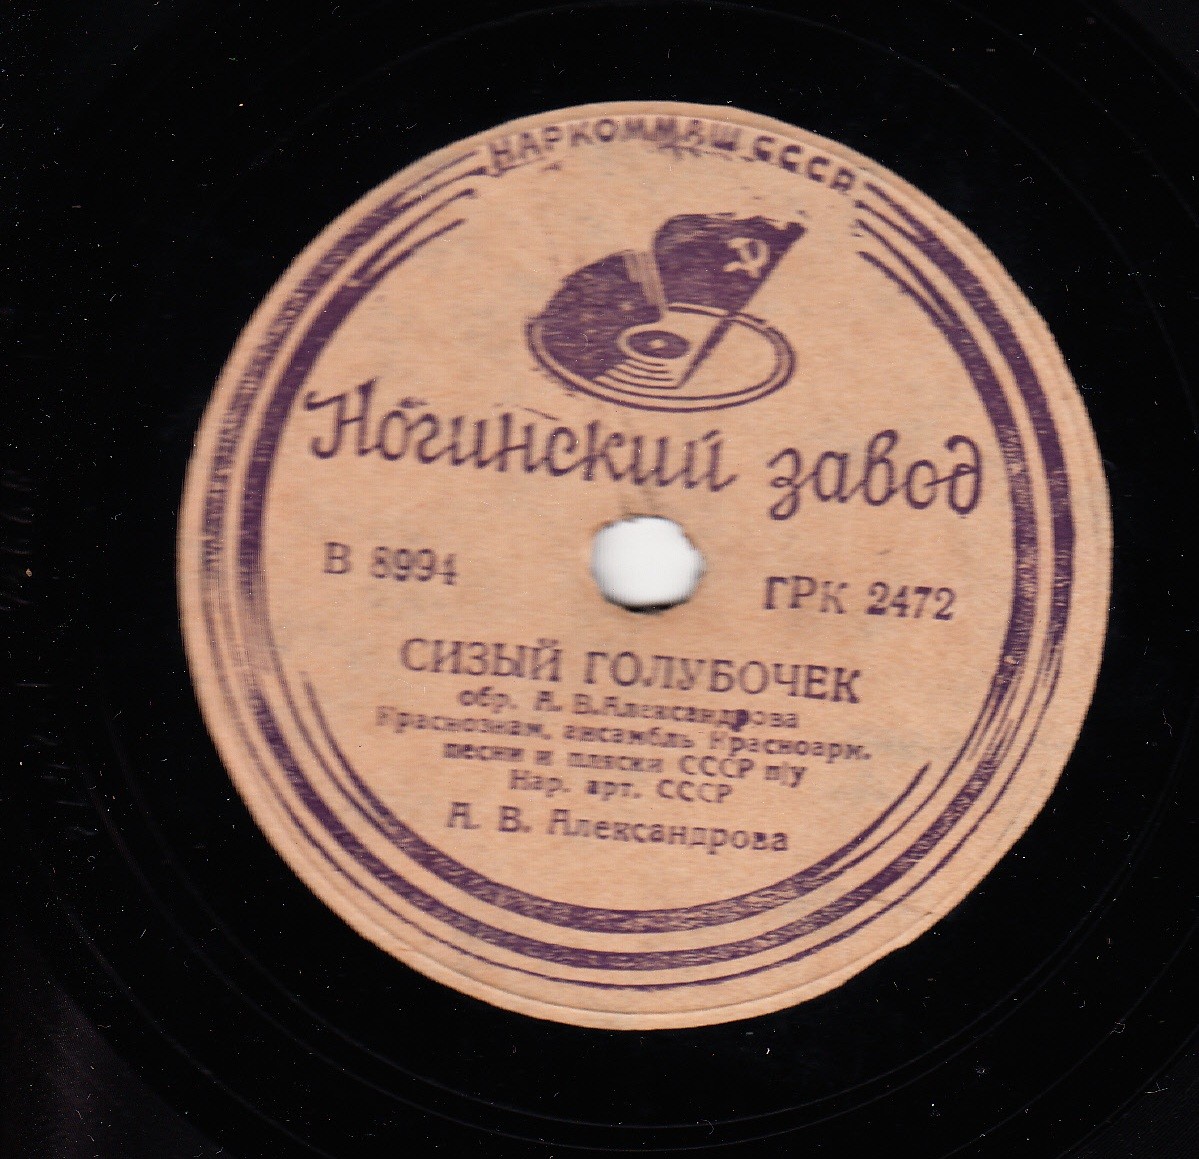 НАРКОММАШ СССР
Ногинский завод
В 8994
ГРК 2472
СИЗЫЙ ГОЛУБОЧЕК
обр. А. В. Александрова
Краснознам. ансамбль Красноарм.
песни и пляски СССР п/у
Нар. арт. СССР
А. В. Александрова